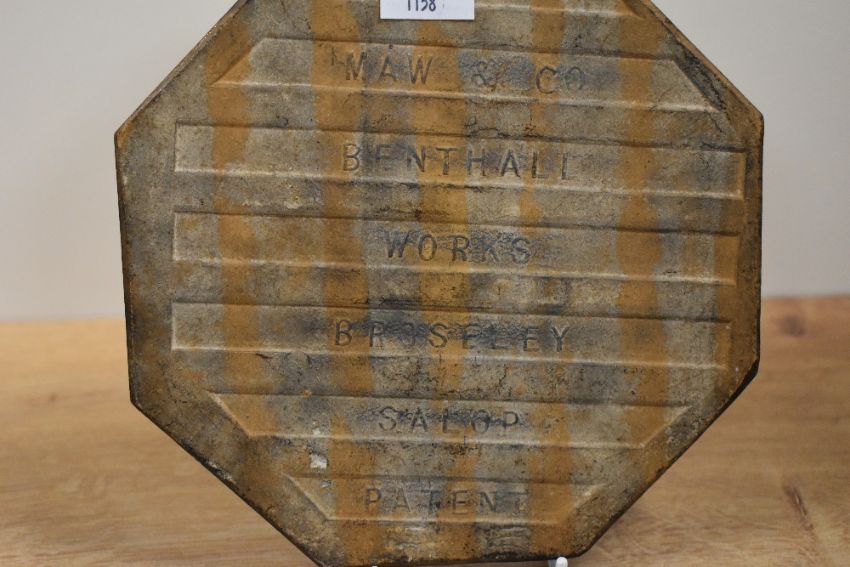 1158
MAW & CO
BENTHALL
WORKS
BROSELEY
SALOP
PATENT